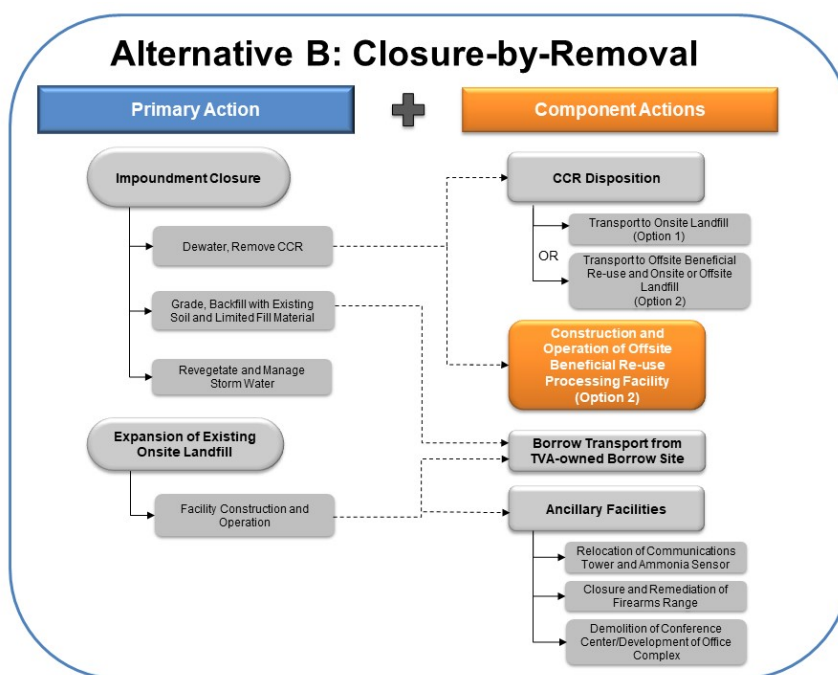 Alternative B: Closure-by-Removal
Primary Action
Component Actions
Impoundment Closure
Dewater, Remove CCR
Grade, Backfill with Existing
Soil and Limited Fill Material
Revegetate and Manage
Storm Water
Expansion of Existing
Onsite Landfill
Facility Construction and
Operation
CCR Disposition
Transport to Onsite Landfill
(Option 1)
OR
Transport to Offsite Beneficial
Re-use and Onsite or Offsite
Landfill
(Option 2)
Construction and
Operation of Offsite
Beneficial Re-use
Processing Facility
(Option 2)
Borrow Transport from
TVA-owned Borrow Site
Ancillary Facilities
Relocation of Communications
Tower and Ammonia Sensor
Closure and Remediation of
Firearms Range
Demolition of Conference
Center/Development of Office
Complex